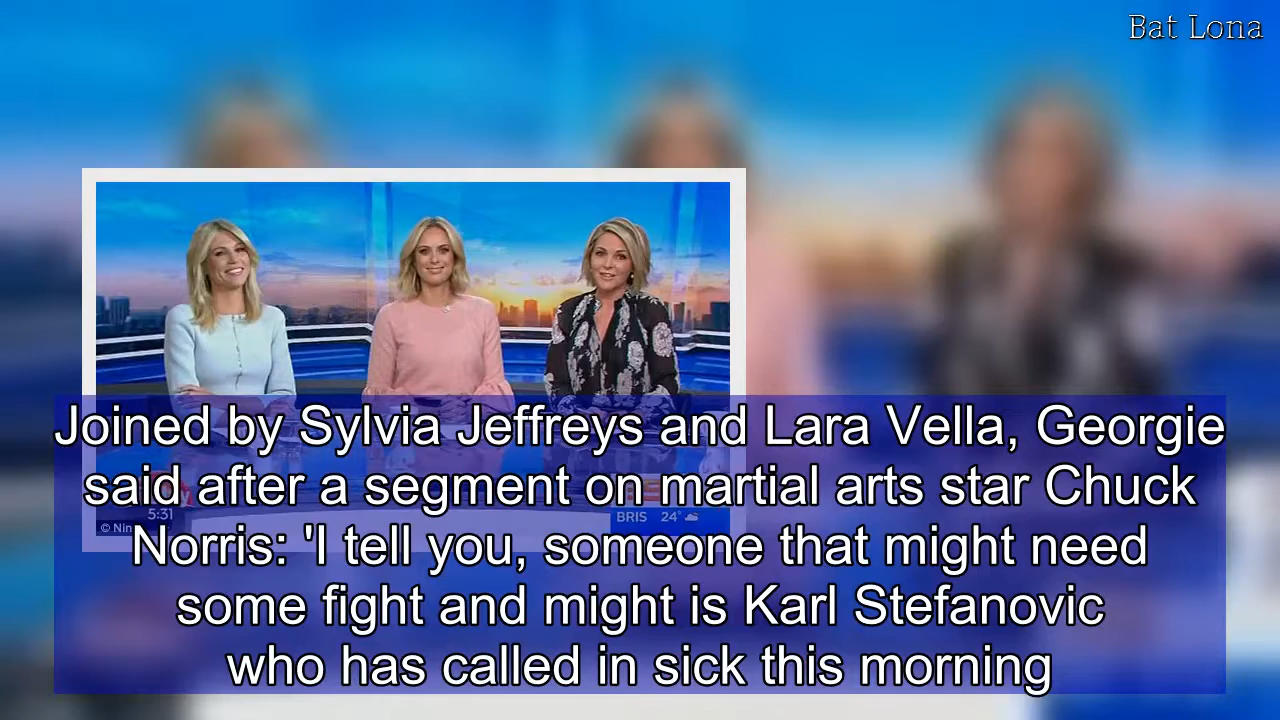 Bat Lona
Joined by Sylvia Jeffreys and Lara Vella, Georgie
said after a segment on martial arts star Chuck
Norris: 'I tell you, someone that might need
some fight and might is Karl Stefanovic
who has called in sick this morning
5:31
© Nin
BRIS 24°